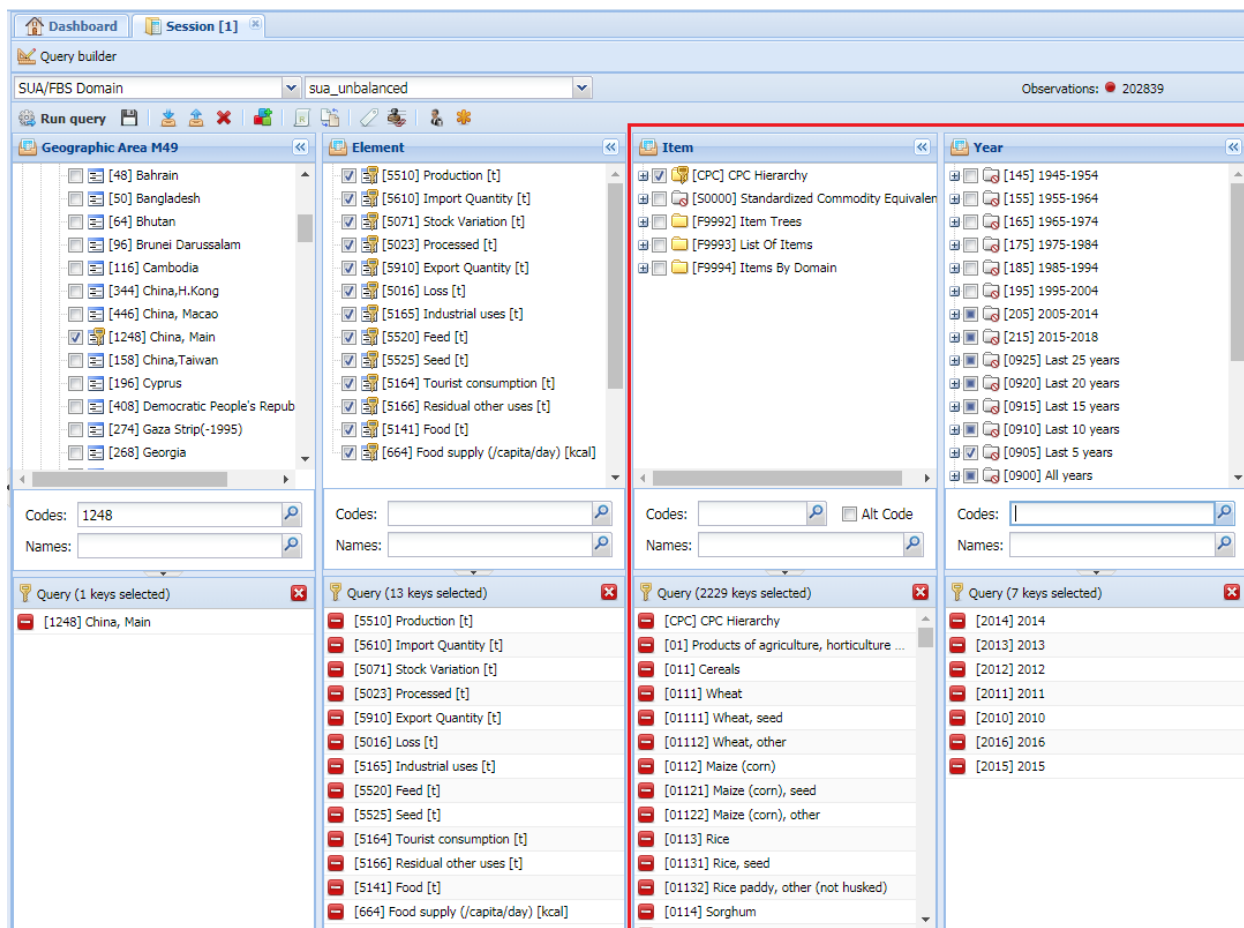 Dashboard Session [1]
Query builder
SUA/FBS Domain sua_unbalanced Observations: 202839
Run query
Geographic Area M49
[48] Bahrain
[50] Bangladesh
[64] Bhutan
[96] Brunei Darussalam
[116] Cambodia
[344] China,H.Kong
[446] China, Macao
[1248] China, Main
[158] China,Taiwan
[196] Cyprus
[408] Democratic People's Repub
[274] Gaza Strip(-1995)
[268] Georgia
Codes: 1248
Names:
Query (1 keys selected)
[1248] China, Main
Element
[5510] Production [t]
[5610] Import Quantity [t]
[5071] Stock Variation [t]
[5023] Processed [t]
[5910] Export Quantity [t]
[5016] Loss [t]
[5165] Industrial uses [t]
[5520] Feed [t]
[5525] Seed [t]
[5164] Tourist consumption [t]
[5166] Residual other uses [t]
[5141] Food [t]
[664] Food supply (/capita/day) [kcal]
Codes:
Names:
Query (13 keys selected)
[5510] Production [t]
[5610] Import Quantity [t]
[5071] Stock Variation [t]
[5023] Processed [t]
[5910] Export Quantity [t]
[5016] Loss [t]
[5165] Industrial uses [t]
[5520] Feed [t]
[5525] Seed [t]
[5164] Tourist consumption [t]
[5166] Residual other uses [t]
[5141] Food [t]
[664] Food supply (/capita/day) [kcal]
Item
[CPC] CPC Hierarchy
[S0000] Standardized Commodity Equivalen
[F9992] Item Trees
[F9993] List Of Items
[F9994] Items By Domain
Codes: Alt Code
Names:
Query (2229 keys selected)
[CPC] CPC Hierarchy
[01] Products of agriculture, horticulture ...
[011] Cereals
[0111] Wheat
[01111] Wheat, seed
[01112] Wheat, other
[0112] Maize (corn)
[01121] Maize (corn), seed
[01122] Maize (corn), other
[0113] Rice
[01131] Rice, seed
[01132] Rice paddy, other (not husked)
[0114] Sorghum
Year
[145] 1945-1954
[155] 1955-1964
[165] 1965-1974
[175] 1975-1984
[185] 1985-1994
[195] 1995-2004
[205] 2005-2014
[215] 2015-2018
[0925] Last 25 years
[0920] Last 20 years
[0915] Last 15 years
[0910] Last 10 years
[0905] Last 5 years
[0900] All years
Codes:
Names:
Query (7 keys selected)
[2014] 2014
[2013] 2013
[2012] 2012
[2011] 2011
[2010] 2010
[2016] 2016
[2015] 2015